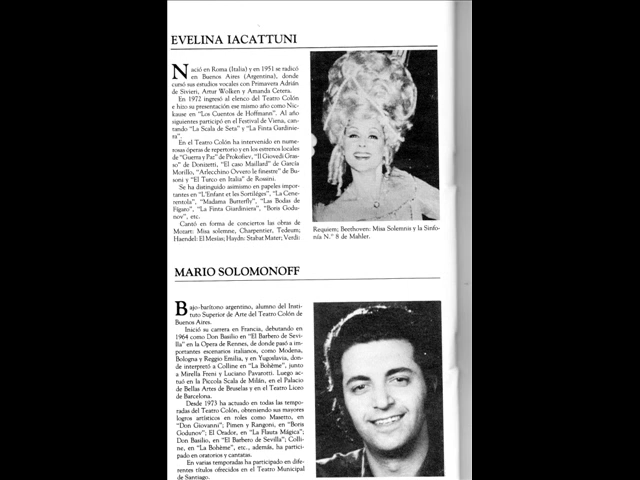 EVELINA IACATTUNI
Nació en Roma (Italia) y en 1951 se radicó
en Buenos Aires (Argentina), donde
cursó sus estudios vocales con Primavera Adrián
de Sivieri, Artur Wolken y Amanda Cetera.
En 1972 ingresó al elenco del Teatro Colón
e hizo su presentación ese mismo año como Nic-
kause en "Los Cuentos de Hoffmann". Al año
siguientes participó en el Festival de Visma, can-
tando "La Scala de Seta" y "La Finta Gardinie-
ra".
En el Teatro Colón ha intervenido en nume-
rosas óperas de repertorio y en los estrenos locales
de "Guerra y Paz" de Prokofiev, "Il Giovedi Gras-
so" de Donizetti, "El caso Maillard" de García
Morillo, "Arlecchino Ovvero le finestre" de Bu-
soni y "El Turco en Italia" de Rossini.
Se ha distinguido asimismo en papeles impor-
tantes en "L'Enfant et les Sortilèges", "La Cene-
rentola", "Madama Butterfly", "Las Bodas de
Fígaro", "La Finta Giardiniera", "Boris Godu-
nov", etc.
Cantó en forma de conciertos las obras de
Mozart: Misa solemne, Charpentier, Tedeum;
Haendel: El Mesías; Haydn: Stabat Mater; Verdi:
Requiem; Beethoven: Misa Solemnis y la Sinfo-
nía N.º 8 de Mahler.
MARIO SOLOMONOFF
Bajo-barítono argentino, alumno del Insti-
tuto Superior de Arte del Teatro Colón de
Buenos Aires.
Inició su carrera en Francia, debutando en
1964 como Don Basilio en "El Barbero de Sevi-
lla" en la Opera de Rennes, de donde pasó a im-
portantes escenarios italianos, como Modena,
Bologna y Reggio Emilia, y en Yugoslavia, don-
de interpretó a Colline en "La Bohème", junto
a Mirella Freni y Luciano Pavarotti. Luego ac-
tuó en la Piccola Scala de Milán, en el Palacio
de Bellas Artes de Bruselas y en el Teatro Liceo
de Barcelona.
Desde 1973 ha actuado en todas las tempo-
radas del Teatro Colón, obteniendo sus mayores
logros artísticos en roles como Masetto, en
"Don Giovanni"; Pimen y Rangoni, en "Boris
Godunov"; El Orador, en "La Flauta Mágica";
Don Basilio, en "El Barbero de Sevilla"; Colli-
ne, en "La Bohème", etc., además, ha partici-
pado en oratorios y cantatas.
En varias temporadas ha participado en dife-
rentes títulos ofrecidos en el Teatro Municipal
de Santiago.